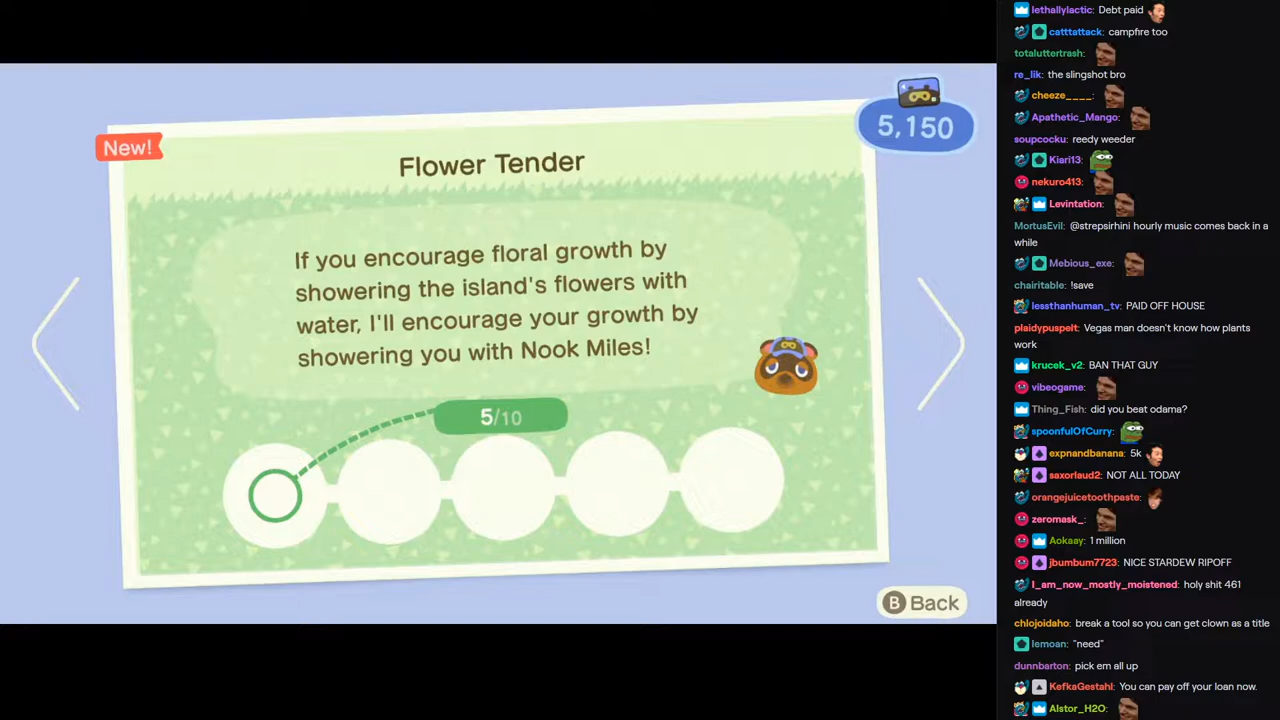 New!
5,150
Flower Tender
If you encourage floral growth by
showering the island's flowers with
water, I'll encourage your growth by
showering you with Nook Miles!
5/10
B Back
lethallylactic: Debt paid
catttattack: campfire too
totaluttertrash:
re_lik: the slingshot bro
cheeze____:
Apathetic_Mango:
soupcocku: reedy weeder
Kiari13:
nekuro413:
Levintation:
MortusEvil: @strepsirhini hourly music comes back in a
while
Mebious_exe:
chairitable: !save
lessthanhuman_tv: PAID OFF HOUSE
plaidypuspelt: Vegas man doesn't know how plants
work
krucek_v2: BAN THAT GUY
vibeogame:
Thing_Fish: did you beat odama?
spoonfulOfCurry:
expnandbanana: 5k
saxorlaud2: NOT ALL TODAY
orangejuicetoothpaste:
zeromask_:
Aokaay: 1 million
jbumbum7723: NICE STARDEW RIPOFF
I_am_now_mostly_moistened: holy shit 461
already
chlojoidaho: break a tool so you can get clown as a title
lemoan: "need"
dunnbarton: pick em all up
KefkaGestahl: You can pay off your loan now.
Alstor_H2O: